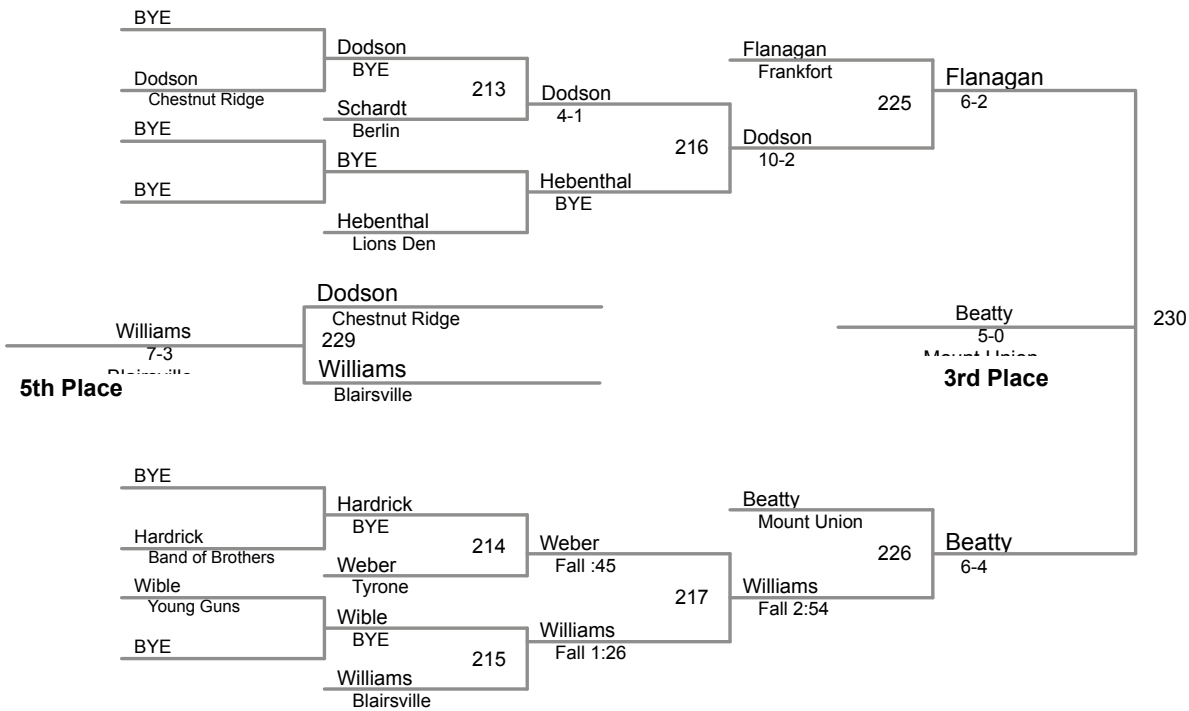 BYE
Dodson
BYE
Dodson
Chestnut Ridge
213
Schardt
Berlin
Dodson
4-1
BYE
BYE
BYE
Hebenthal
Lions Den
Hebenthal
BYE
216
Flanagan
Frankfort
Dodson
10-2
225
Flanagan
6-2
Dodson
Chestnut Ridge
229
Williams
Blairsville
Williams
7-3
5th Place
Beatty
5-0
3rd Place
230
BYE
Hardrick
BYE
Hardrick
Band of Brothers
214
Weber
Tyrone
Weber
Fall :45
Wible
Young Guns
Wible
BYE
BYE
215
Williams
Blairsville
Williams
Fall 1:26
217
Beatty
Mount Union
Williams
Fall 2:54
226
Beatty
6-4